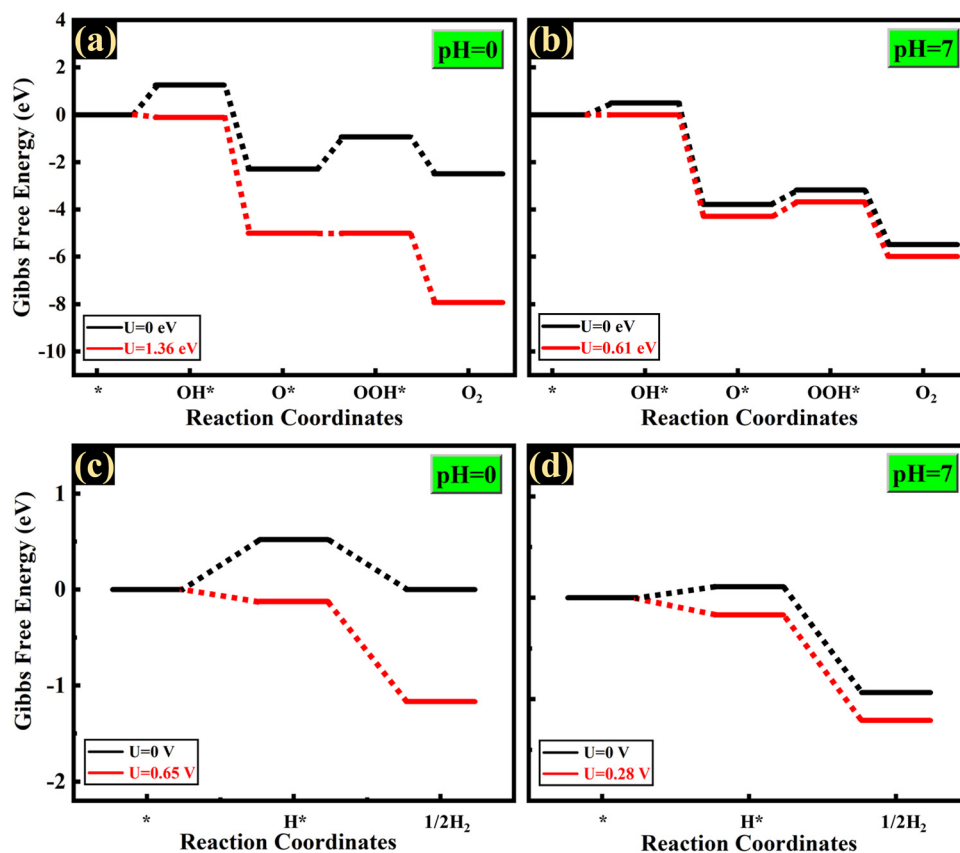 (a)
pH=0
Gibbs Free Energy (eV)
4
2
0
-2
-4
-6
-8
-10
U=0 eV
U=1.36 eV
* OH* O* OOH* O₂
Reaction Coordinates
(b)
pH=7
U=0 eV
U=0.61 eV
* OH* O* OOH* O₂
Reaction Coordinates
(c)
pH=0
Gibbs Free Energy (eV)
1
0
-1
-2
U=0 V
U=0.65 V
* H* 1/2H₂
Reaction Coordinates
(d)
pH=7
U=0 V
U=0.28 V
* H* 1/2H₂
Reaction Coordinates